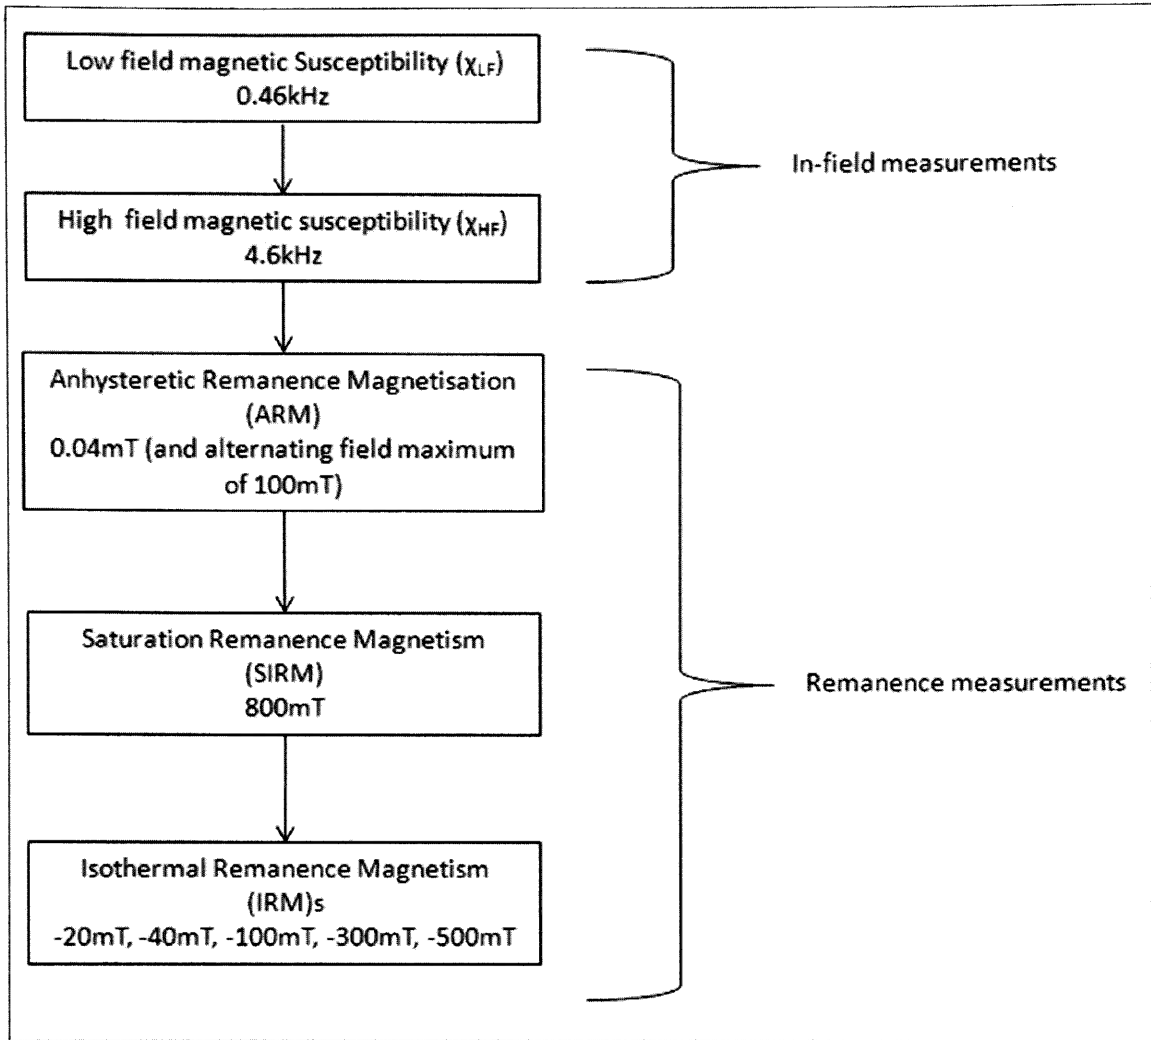 Low field magnetic Susceptibility (χLF)
0.46kHz
In-field measurements
High field magnetic susceptibility (χHF)
4.6kHz
Anhysteretic Remanence Magnetisation
(ARM)
0.04mT (and alternating field maximum
of 100mT)
Saturation Remanence Magnetism
(SIRM)
800mT
Remanence measurements
Isothermal Remanence Magnetism
(IRM)s
-20mT, -40mT, -100mT, -300mT, -500mT